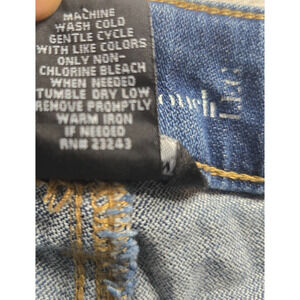 MACHINE
WASH COLD
GENTLE CYCLE
WITH LIKE COLORS
ONLY NON-
CHLORINE BLEACH
WHEN NEEDED
TUMBLE DRY LOW
REMOVE PROMPTLY
WARM IRON
IF NEEDED
RN# 23243